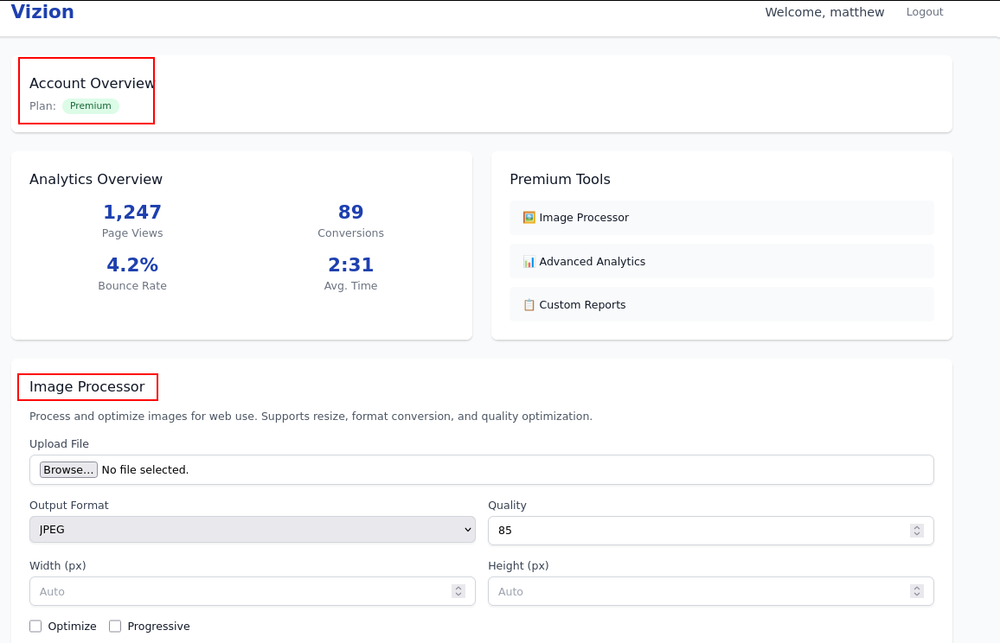 Vizion
Welcome, matthew Logout
Account Overview
Plan: Premium
Analytics Overview
1,247 89
Page Views Conversions
4.2% 2:31
Bounce Rate Avg. Time
Premium Tools
Image Processor
Advanced Analytics
Custom Reports
Image Processor
Process and optimize images for web use. Supports resize, format conversion, and quality optimization.
Upload File
Browse... No file selected.
Output Format Quality
JPEG 85
Width (px) Height (px)
Auto Auto
Optimize Progressive